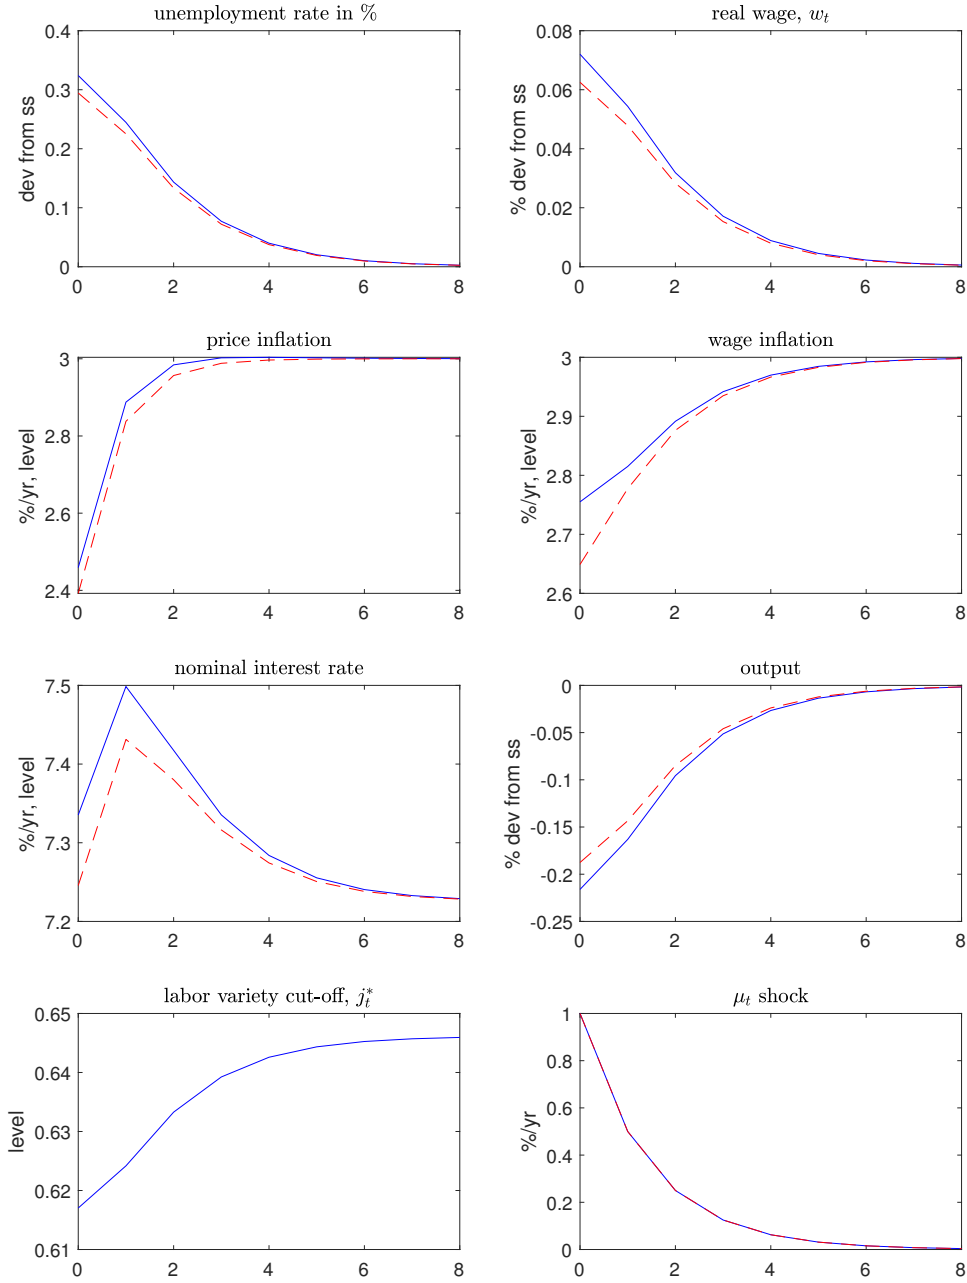 unemployment rate in %
dev from ss
0.4
0.3
0.2
0.1
0
0 2 4 6 8
real wage, w_t
% dev from ss
0.08
0.06
0.04
0.02
0
0 2 4 6 8
price inflation
%/yr, level
3
2.8
2.6
2.4
0 2 4 6 8
wage inflation
%/yr, level
3
2.9
2.8
2.7
2.6
0 2 4 6 8
nominal interest rate
%/yr, level
7.5
7.4
7.3
7.2
0 2 4 6 8
output
% dev from ss
0
-0.05
-0.1
-0.15
-0.2
-0.25
0 2 4 6 8
labor variety cut-off, j_t^*
level
0.65
0.64
0.63
0.62
0.61
0 2 4 6 8
μ_t shock
%/yr
1
0.8
0.6
0.4
0.2
0
0 2 4 6 8